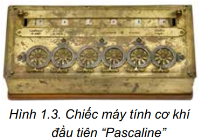 Hình 1.3. Chiếc máy tính cơ khí
đầu tiên “Pascaline”